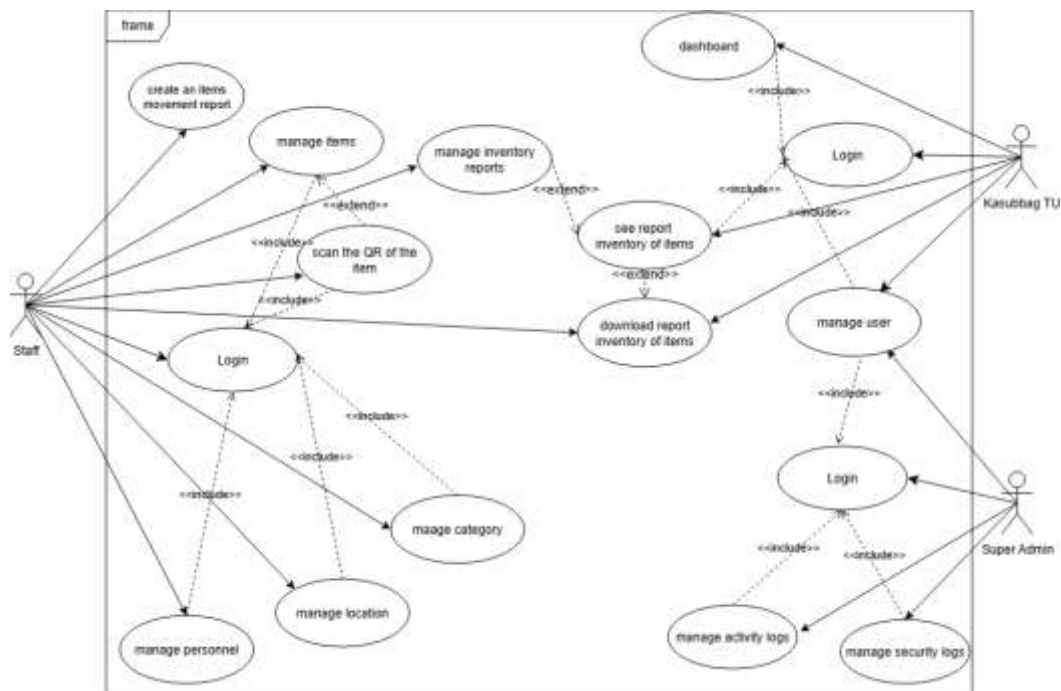 frame
dashboard
create an items
movement report
<<include>>
manage items
manage inventory
reports
Login
<<extend>>
<<include>>
Kasubbag TU
<<extend>>
<<include>>
see report
inventory of items
<<include>>
scan the QR of the
item
<<extend>>
<<include>>
download report
inventory of items
manage user
Staff
Login
<<include>>
<<include>>
<<include>>
Login
<<include>>
maage category
<<include>>
<<include>>
Super Admin
manage location
manage personnel
manage activity logs
manage security logs